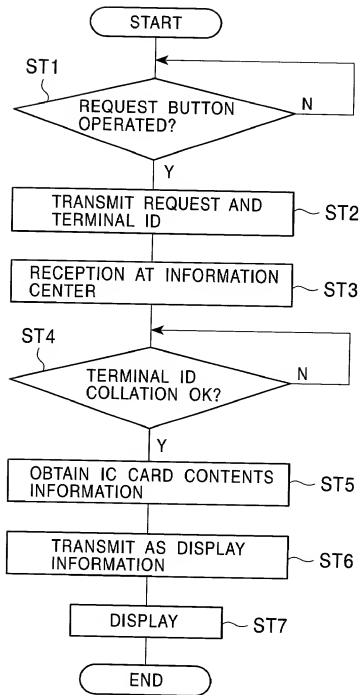 START
ST1
REQUEST BUTTON
OPERATED?
N
Y
TRANSMIT REQUEST AND
TERMINAL ID
ST2
RECEPTION AT INFORMATION
CENTER
ST3
ST4
TERMINAL ID
COLLATION OK?
N
Y
OBTAIN IC CARD CONTENTS
INFORMATION
ST5
TRANSMIT AS DISPLAY
INFORMATION
ST6
DISPLAY
ST7
END